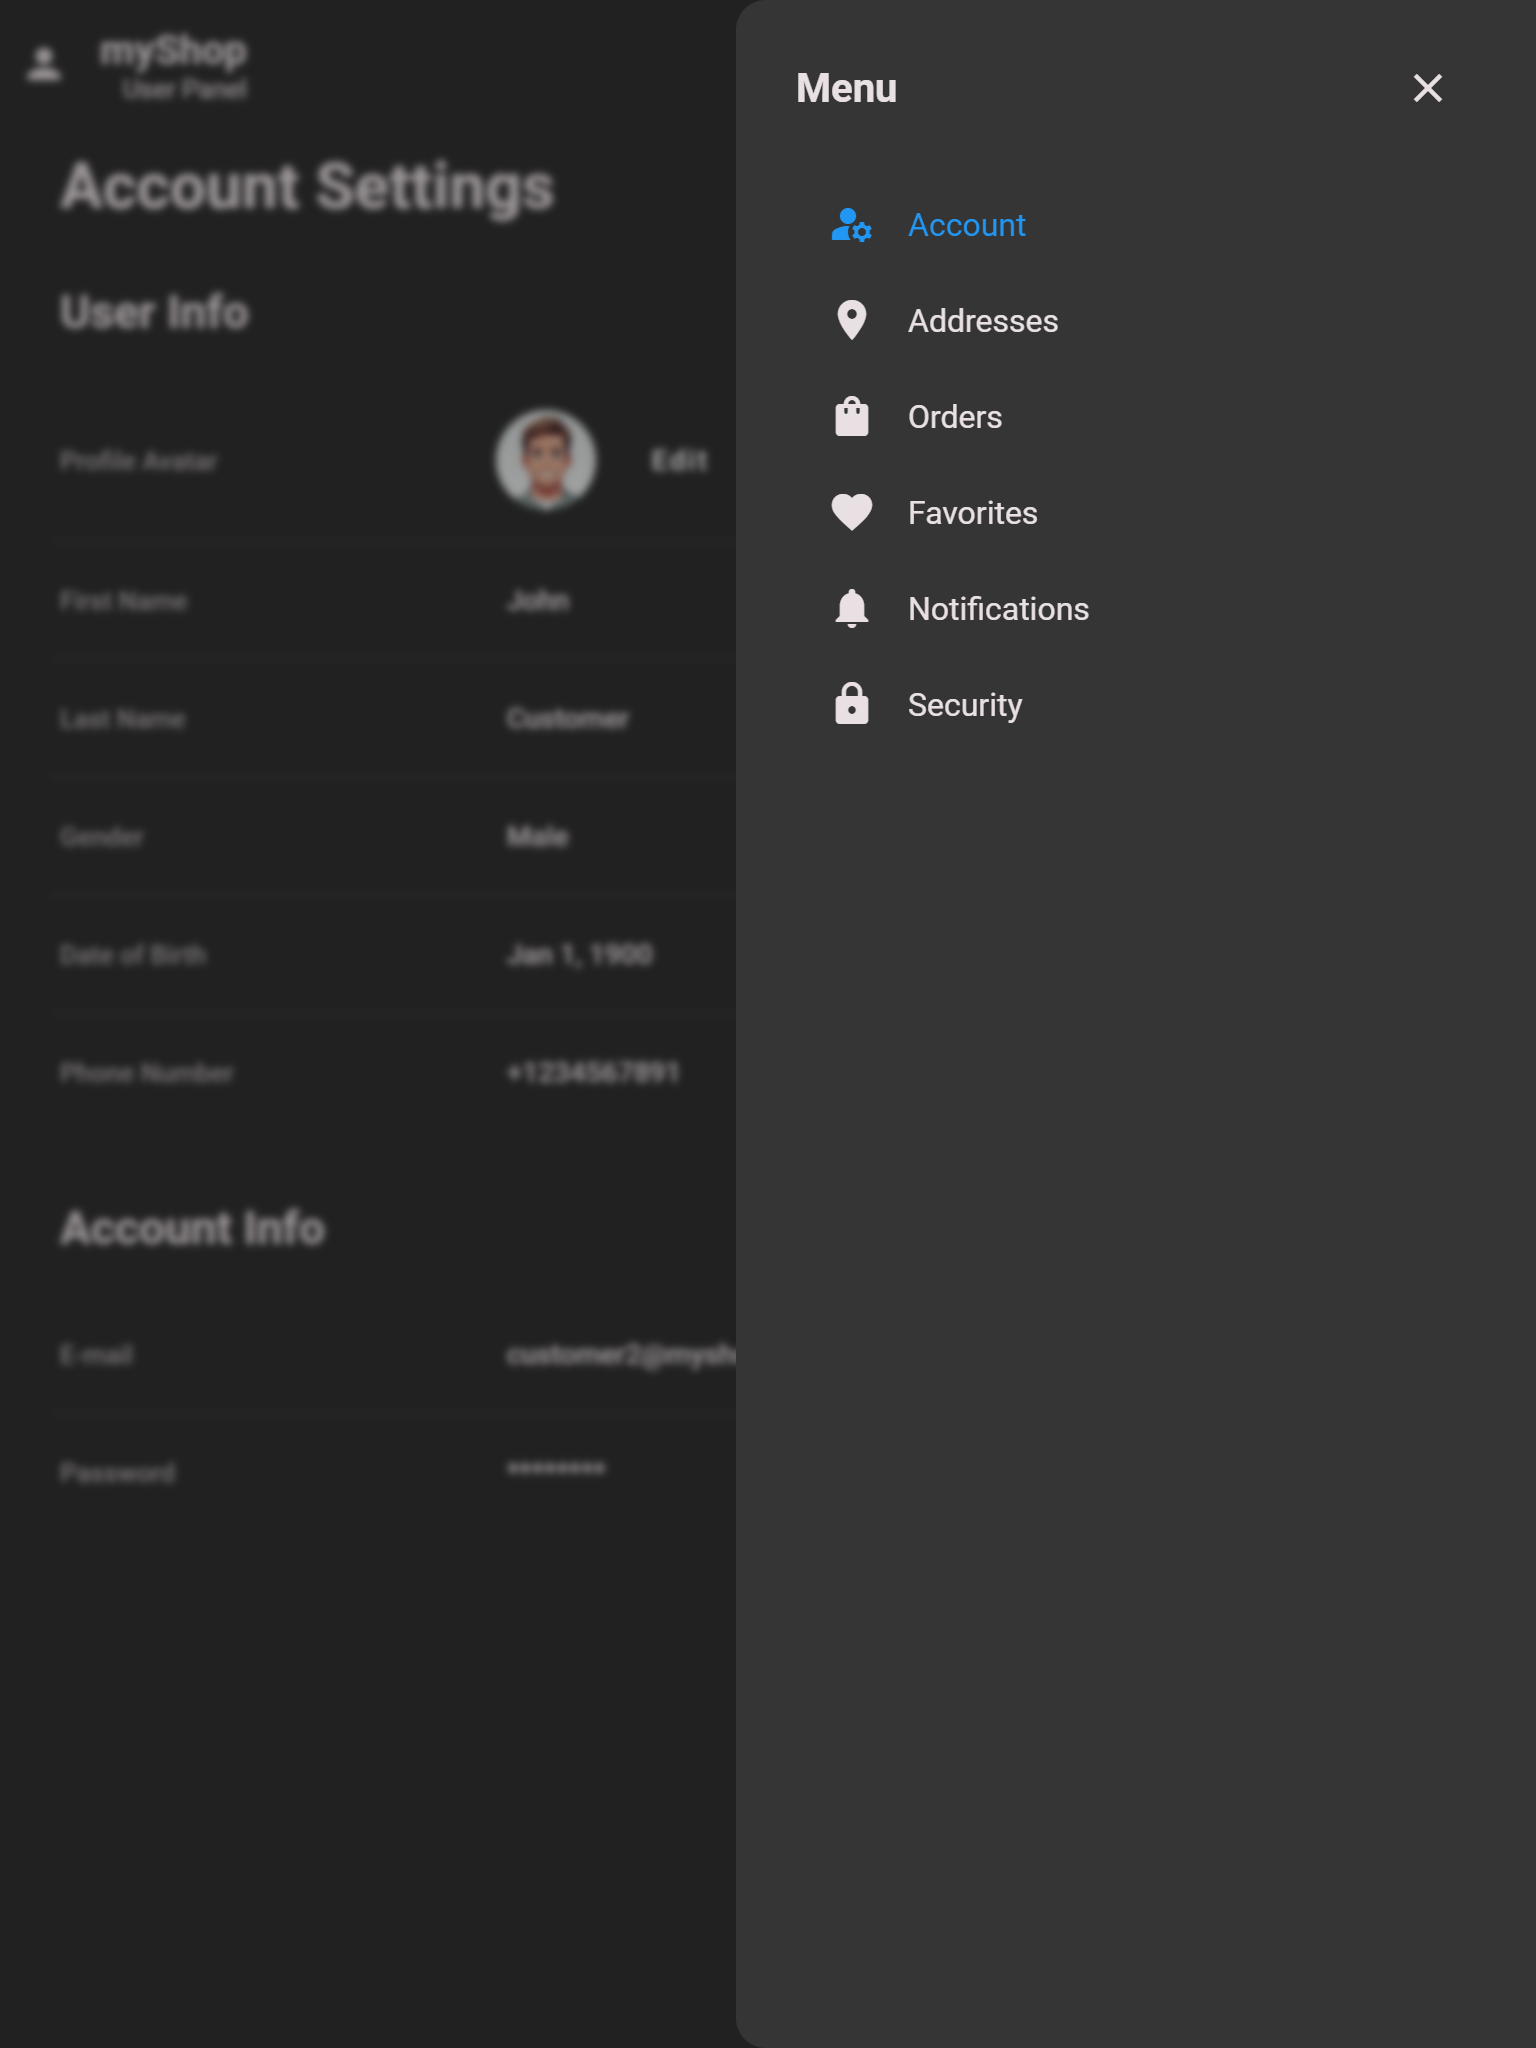 myShop
User Panel
Account Settings
User Info
Profile Avatar
Edit
First Name
John
Last Name
Customer
Gender
Male
Date of Birth
Jan 1, 1900
Phone Number
+1234567891
Account Info
E-mail
customer2@mysh
Password
********
Menu
Account
Addresses
Orders
Favorites
Notifications
Security